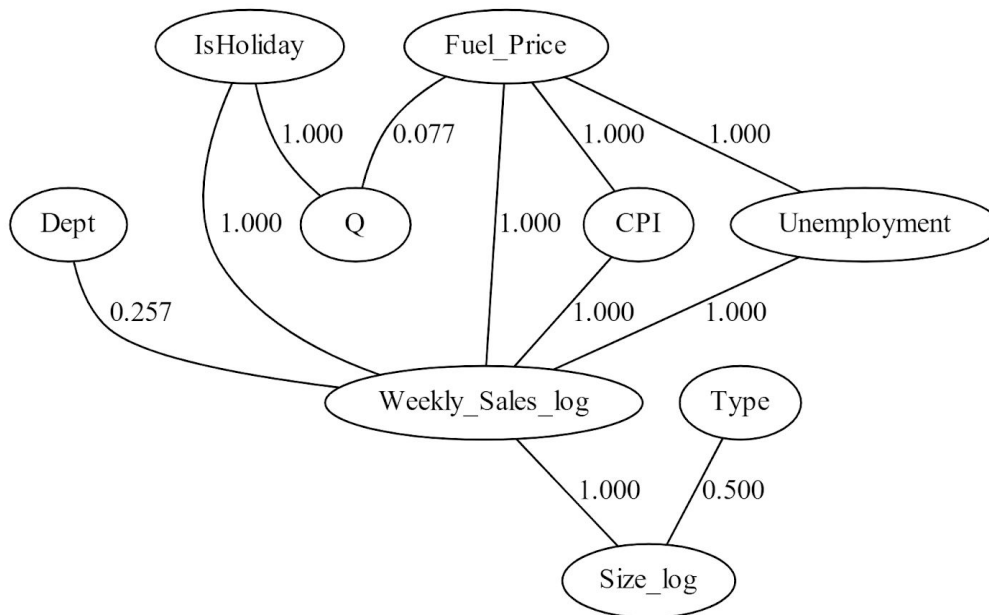 IsHoliday
Fuel_Price
1.000
0.077
1.000
1.000
Dept
1.000
Q
1.000
CPI
Unemployment
0.257
1.000
1.000
Weekly_Sales_log
Type
1.000
0.500
Size_log